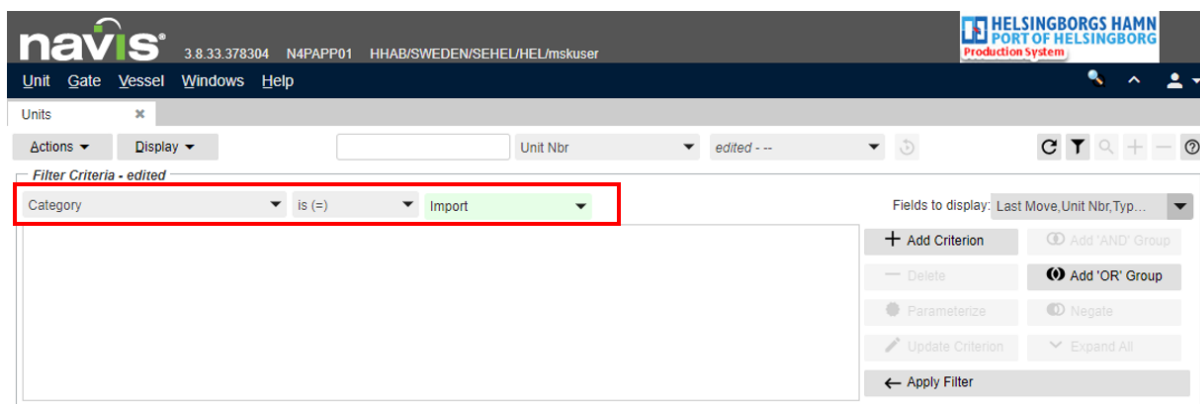 navis® 3.8.33.378304 N4PAPP01 HHAB/SWEDEN/SEHEL/HEL/mskuser
HELSINGBORGS HAMN
PORT OF HELSINGBORG
Production System
Unit Gate Vessel Windows Help
Units
Actions Display Unit Nbr edited - --
Filter Criteria - edited
Category is (=) Import Fields to display: Last Move,Unit Nbr,Typ...
Add Criterion Add 'AND' Group
Delete Add 'OR' Group
Parameterize Negate
Update Criterion Expand All
Apply Filter